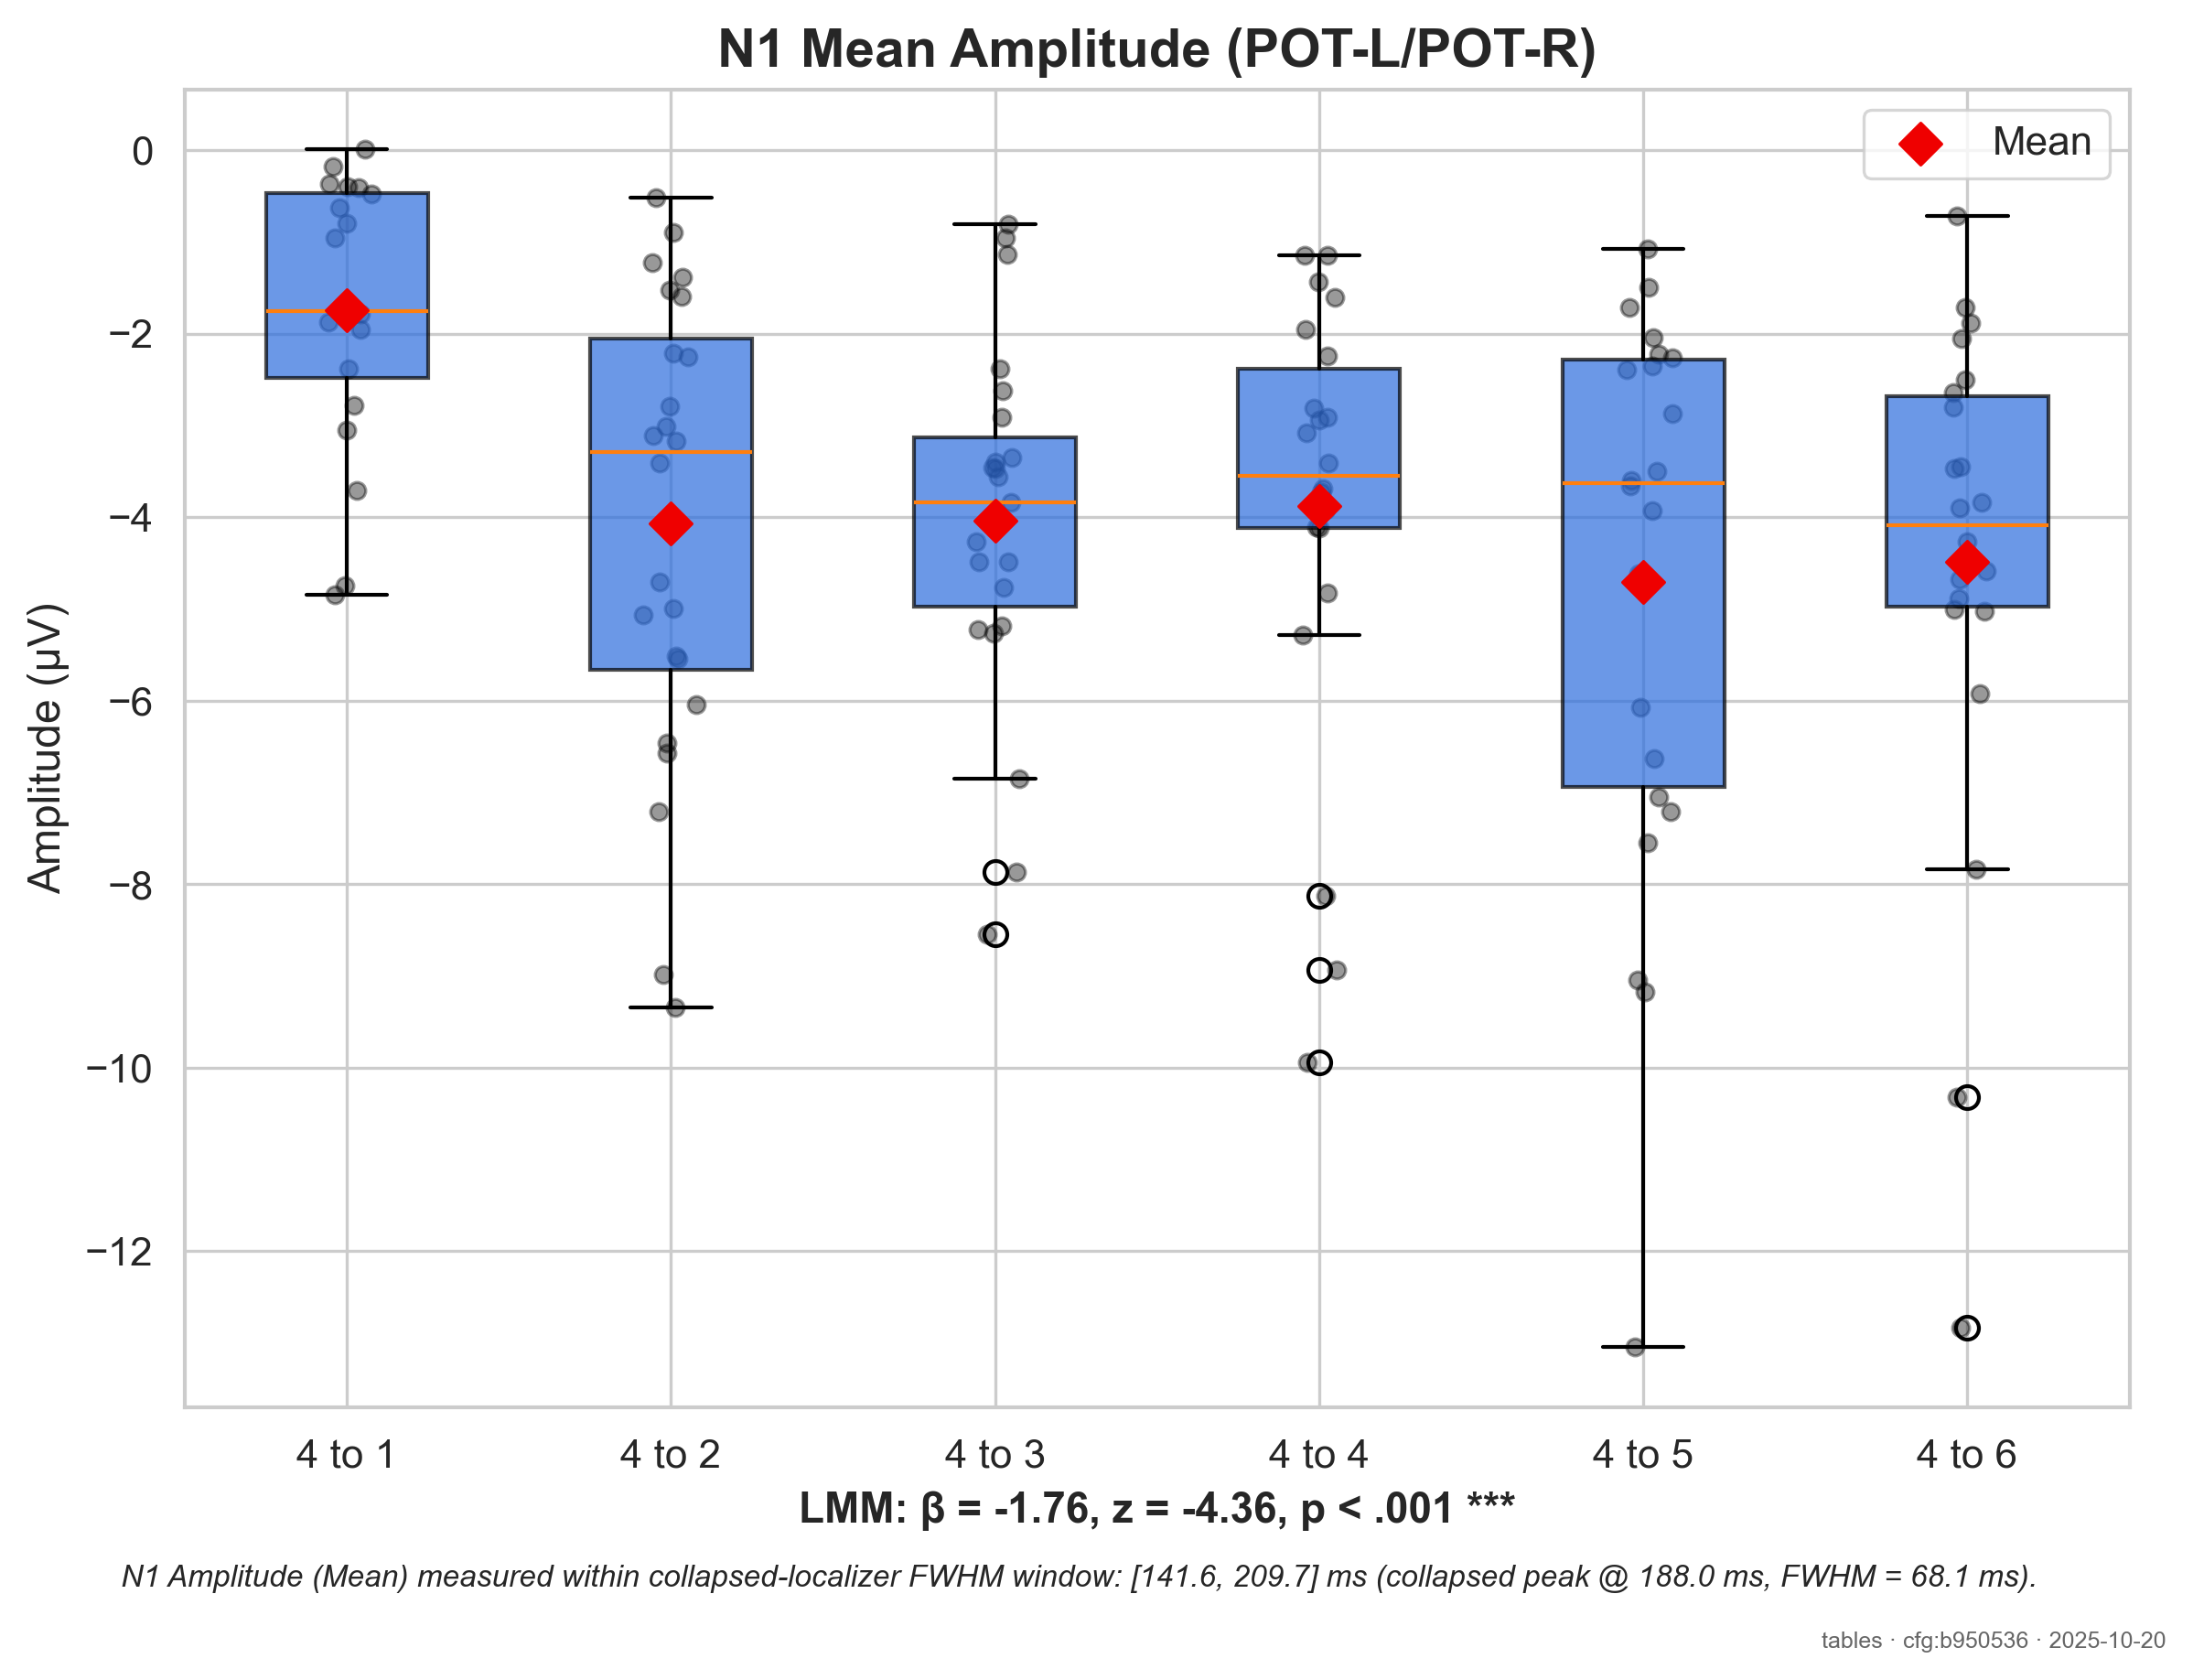 N1 Mean Amplitude (POT-L/POT-R)
Mean
Amplitude (µV)
0
−2
−4
−6
−8
−10
−12
4 to 1
4 to 2
4 to 3
4 to 4
4 to 5
4 to 6
LMM: β = -1.76, z = -4.36, p < .001 ***
N1 Amplitude (Mean) measured within collapsed-localizer FWHM window: [141.6, 209.7] ms (collapsed peak @ 188.0 ms, FWHM = 68.1 ms).
tables · cfg:b950536 · 2025-10-20